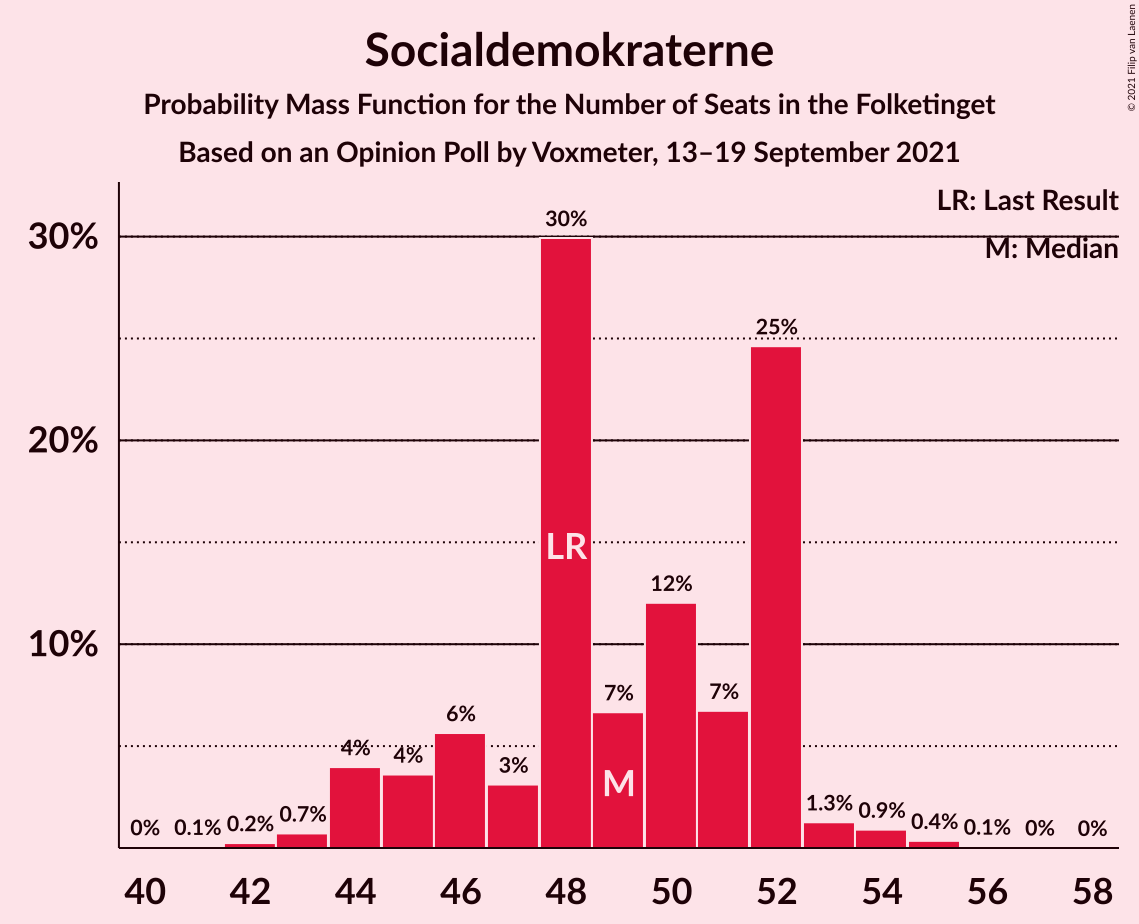 Socialdemokraterne
Probability Mass Function for the Number of Seats in the Folketinget
Based on an Opinion Poll by Voxmeter, 13–19 September 2021
© 2021 Filip van Laenen
LR: Last Result
M: Median
30%
20%
10%
0%
0.1%
0.2%
0.7%
4%
4%
6%
3%
30%
7%
12%
7%
25%
1.3%
0.9%
0.4%
0.1%
0%
0%
LR
M
40 42 44 46 48 50 52 54 56 58